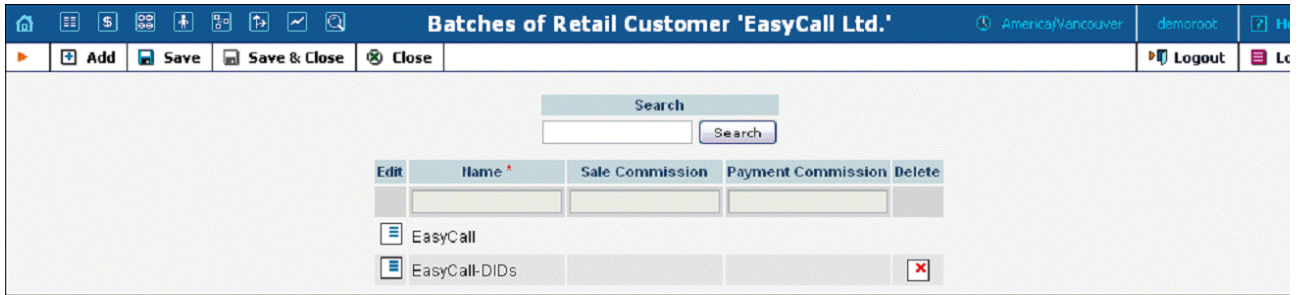 Batches of Retail Customer 'EasyCall Ltd.' America/Vancouver demoroot
Add Save Save & Close Close Logout
Search
Search
Edit Name * Sale Commission Payment Commission Delete
EasyCall
EasyCall-DIDs